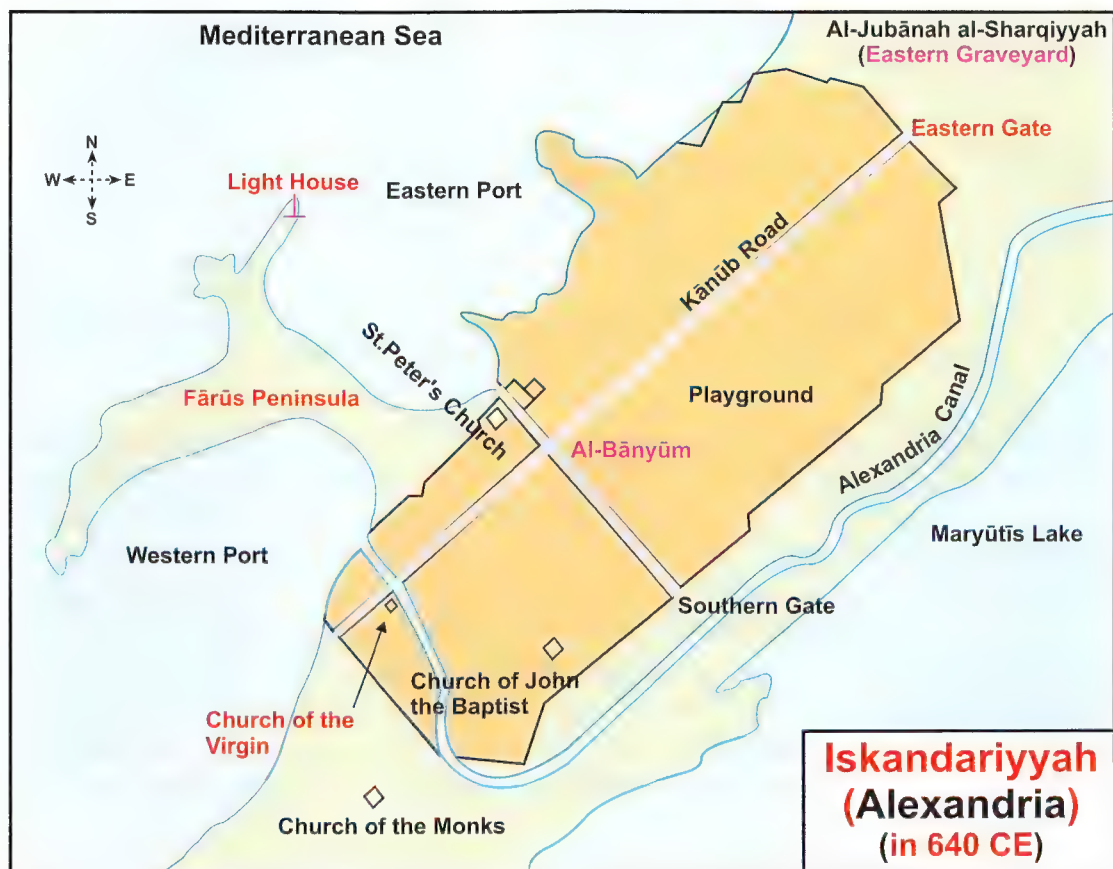 Mediterranean Sea
Al-Jubānah al-Sharqiyyah
(Eastern Graveyard)
Eastern Gate
N
W
E
S
Light House
Eastern Port
Kānūb Road
St.Peter's Church
Fārūs Peninsula
Playground
Al-Bānyūm
Alexandria Canal
Western Port
Maryūtīs Lake
Southern Gate
Church of John
the Baptist
Church of the
Virgin
Church of the Monks
Iskandariyyah
(Alexandria)
(in 640 CE)